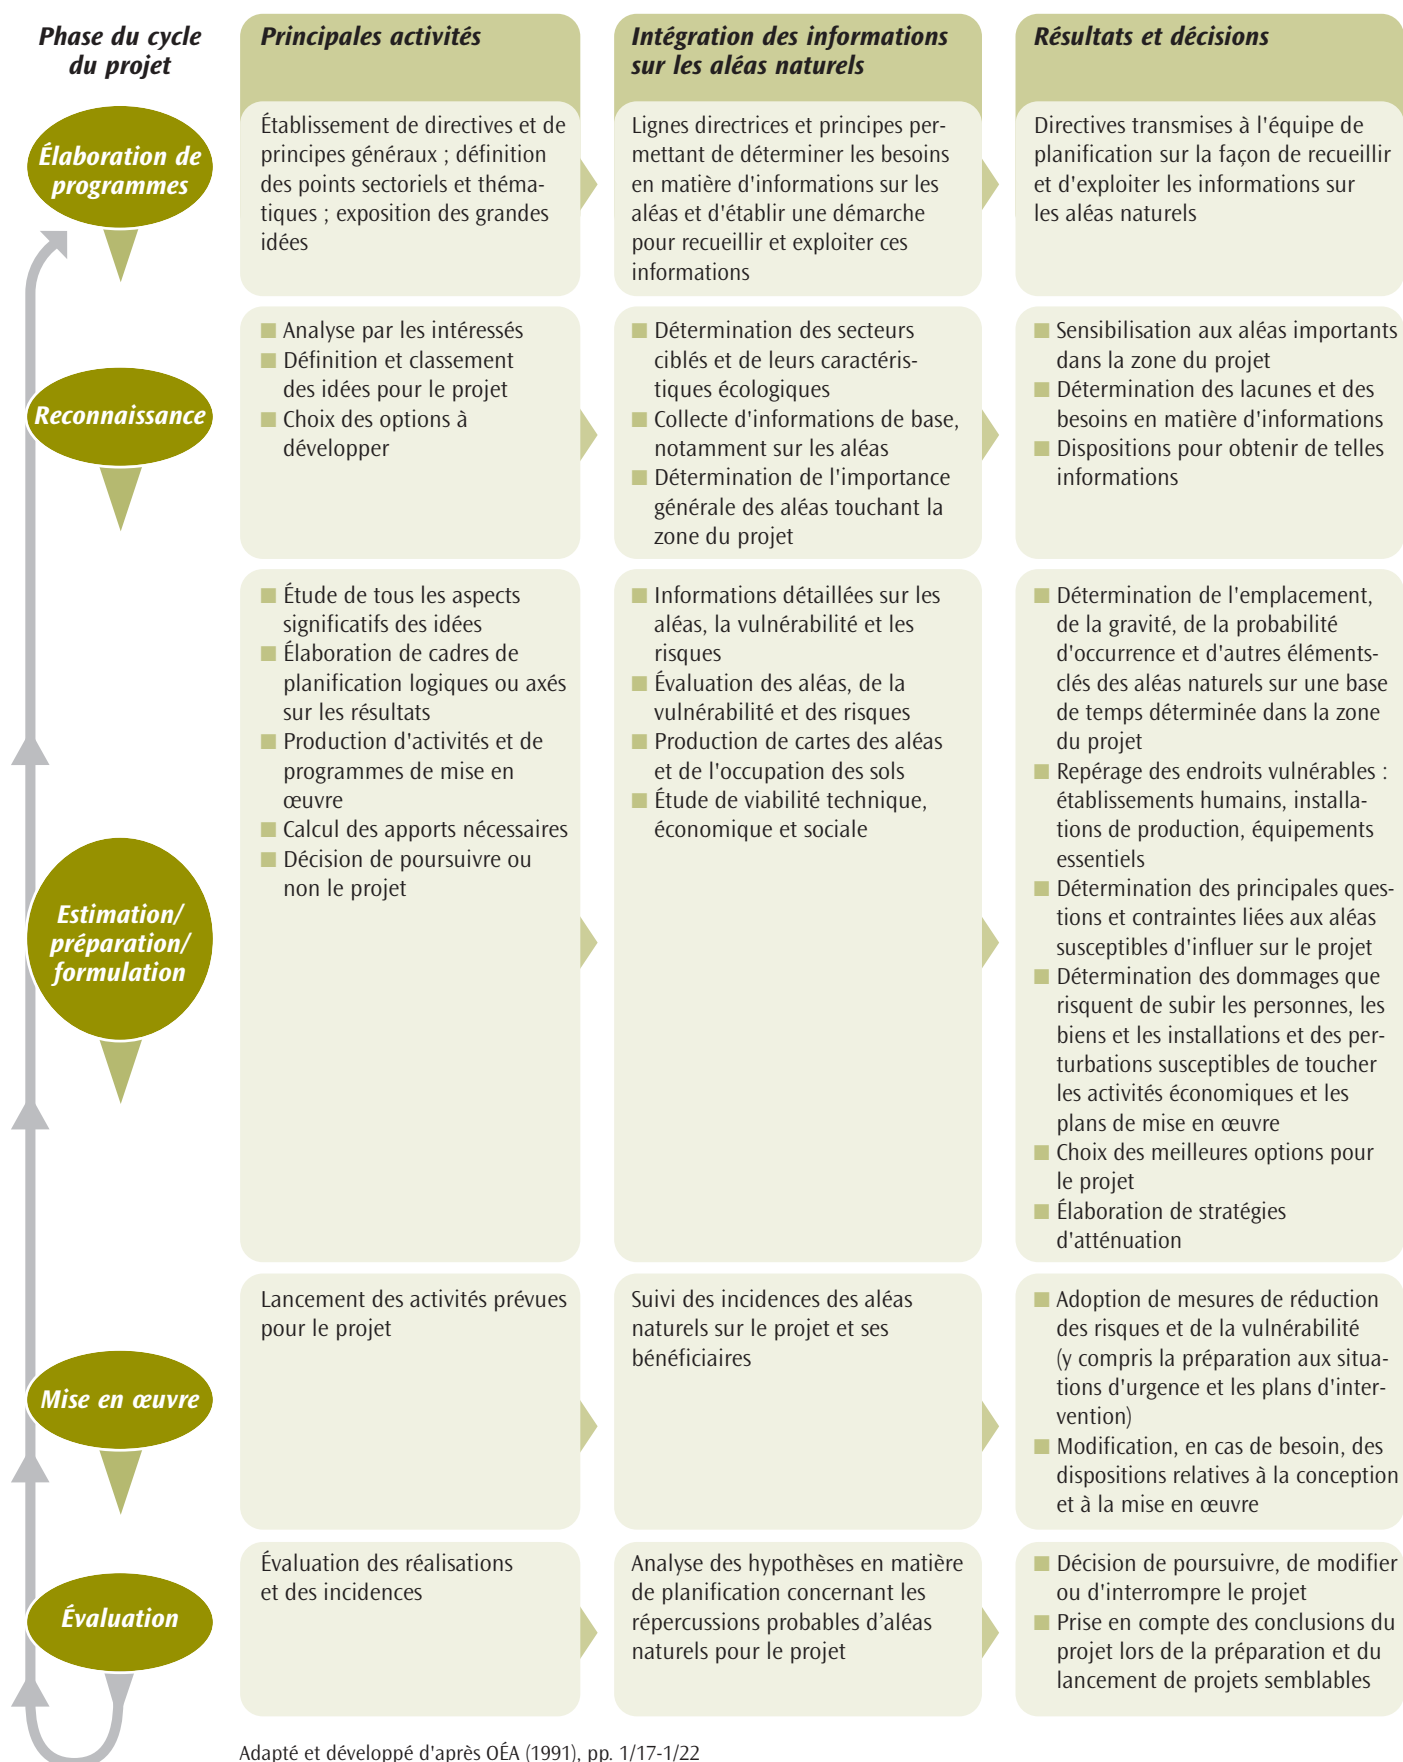 Phase du cycle
du projet
Principales activités
Intégration des informations
sur les aléas naturels
Résultats et décisions
Élaboration de
programmes
Établissement de directives et de
principes généraux ; définition
des points sectoriels et théma-
tiques ; exposition des grandes
idées
Lignes directrices et principes per-
mettant de déterminer les besoins
en matière d'informations sur les
aléas et d'établir une démarche
pour recueillir et exploiter ces
informations
Directives transmises à l'équipe de
planification sur la façon de recueillir
et d'exploiter les informations sur
les aléas naturels
Reconnaissance
■ Analyse par les intéressés
■ Définition et classement
des idées pour le projet
■ Choix des options à
développer
■ Détermination des secteurs
ciblés et de leurs caractéris-
tiques écologiques
■ Collecte d'informations de base,
notamment sur les aléas
■ Détermination de l'importance
générale des aléas touchant la
zone du projet
■ Sensibilisation aux aléas importants
dans la zone du projet
■ Détermination des lacunes et des
besoins en matière d'informations
■ Dispositions pour obtenir de telles
informations
Estimation/
préparation/
formulation
■ Étude de tous les aspects
significatifs des idées
■ Élaboration de cadres de
planification logiques ou axés
sur les résultats
■ Production d'activités et de
programmes de mise en
œuvre
■ Calcul des apports nécessaires
■ Décision de poursuivre ou
non le projet
■ Informations détaillées sur les
aléas, la vulnérabilité et les
risques
■ Évaluation des aléas, de la
vulnérabilité et des risques
■ Production de cartes des aléas
et de l'occupation des sols
■ Étude de viabilité technique,
économique et sociale
■ Détermination de l'emplacement,
de la gravité, de la probabilité
d'occurrence et d'autres éléments-
clés des aléas naturels sur une base
de temps déterminée dans la zone
du projet
■ Repérage des endroits vulnérables :
établissements humains, installa-
tions de production, équipements
essentiels
■ Détermination des principales ques-
tions et contraintes liées aux aléas
susceptibles d'influer sur le projet
■ Détermination des dommages que
risquent de subir les personnes, les
biens et les installations et des per-
turbations susceptibles de toucher
les activités économiques et les
plans de mise en œuvre
■ Choix des meilleures options pour
le projet
■ Élaboration de stratégies
d'atténuation
Mise en œuvre
Lancement des activités prévues
pour le projet
Suivi des incidences des aléas
naturels sur le projet et ses
bénéficiaires
■ Adoption de mesures de réduction
des risques et de la vulnérabilité
(y compris la préparation aux situa-
tions d'urgence et les plans d'inter-
vention)
■ Modification, en cas de besoin, des
dispositions relatives à la conception
et à la mise en œuvre
Évaluation
Évaluation des réalisations
et des incidences
Analyse des hypothèses en matière
de planification concernant les
répercussions probables d’aléas
naturels pour le projet
■ Décision de poursuivre, de modifier
ou d'interrompre le projet
■ Prise en compte des conclusions du
projet lors de la préparation et du
lancement de projets semblables
Adapté et développé d'après OÉA (1991), pp. 1/17-1/22